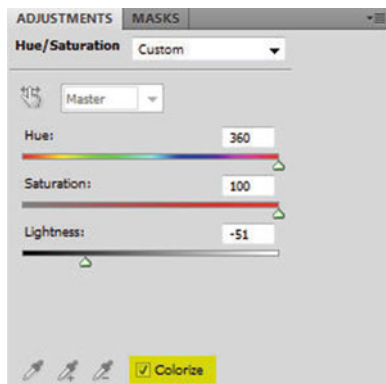 ADJUSTMENTS MASKS
Hue/Saturation Custom
Master
Hue: 360
Saturation: 100
Lightness: -51
Colorize